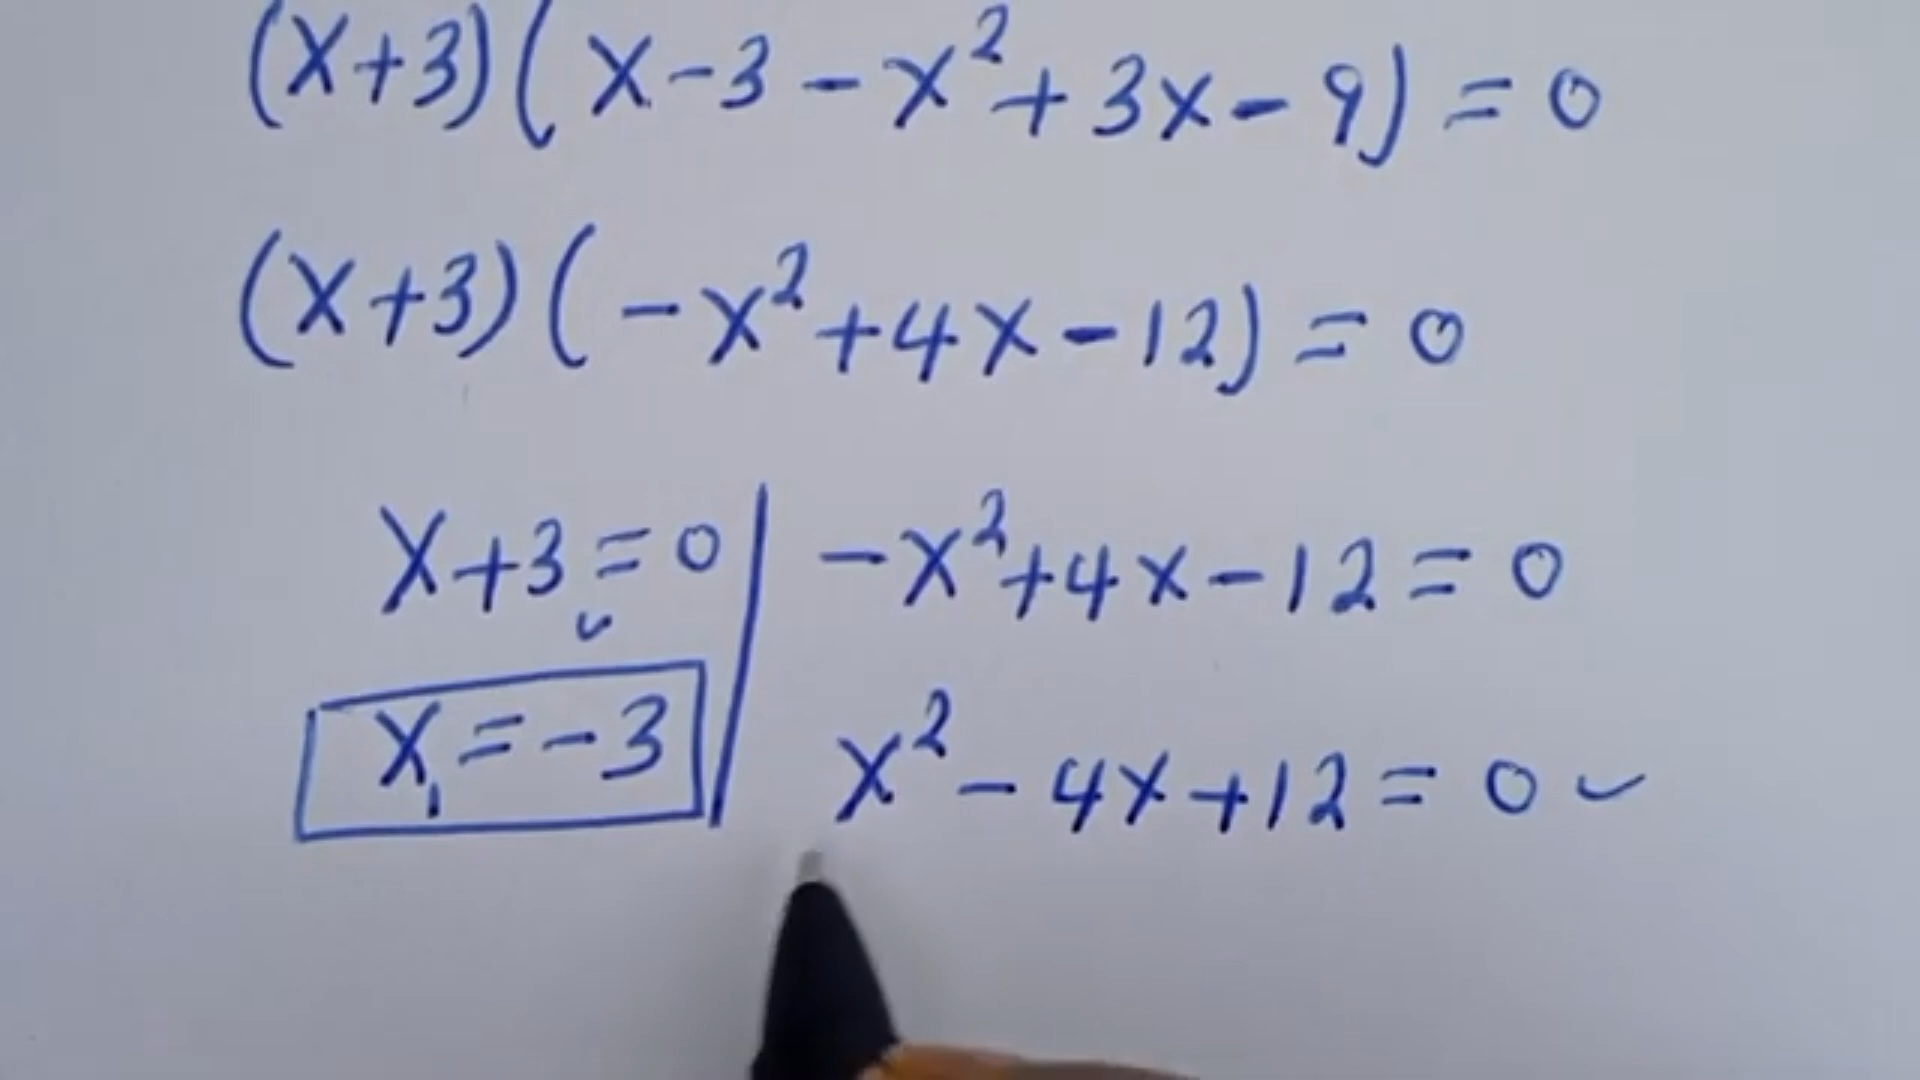 (x+3)(x-3-x²+3x-9)=0
(x+3)(-x²+4x-12)=0
x+3=0 | -x²+4x-12=0
x₁=-3 | x²-4x+12=0 ✓